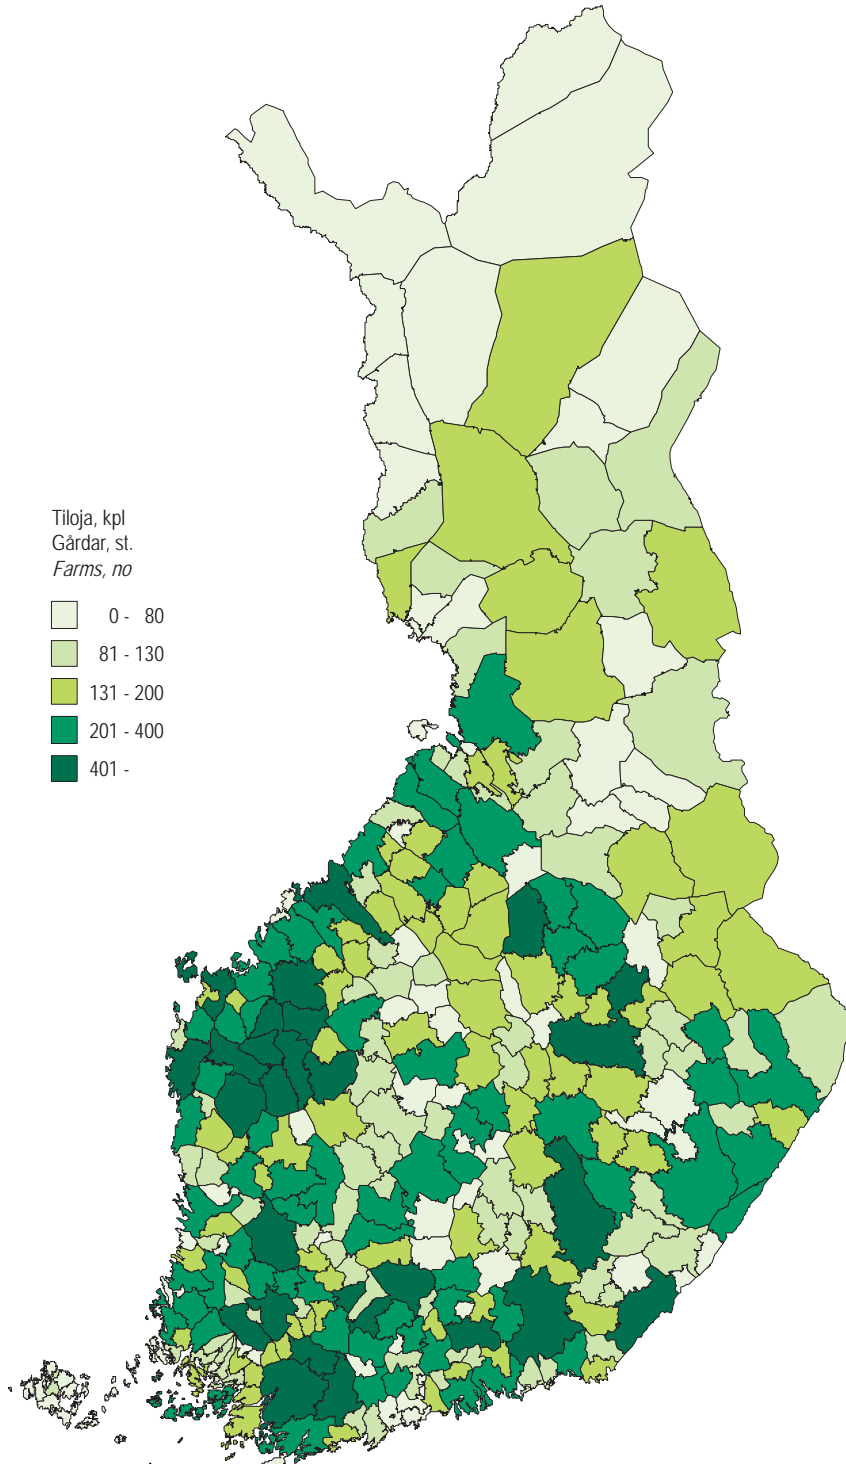 Tiloja, kpl
Gårdar, st.
Farms, no
0 - 80
81 - 130
131 - 200
201 - 400
401 -